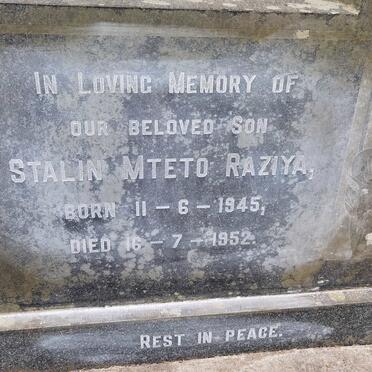 In Loving Memory of
our beloved Son
Stalin Mteto Raziya,
born 11-6-1945,
died 16-7-1952.
Rest in peace.